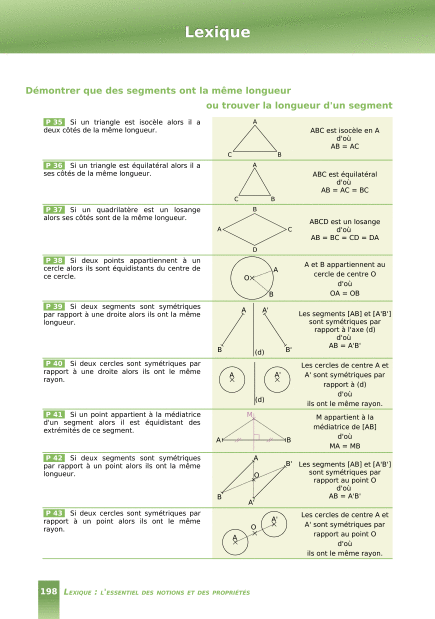 Lexique
Démontrer que des segments ont la même longueur
ou trouver la longueur d'un segment
P 35 Si un triangle est isocèle alors il a
deux côtés de la même longueur.
A
C B
ABC est isocèle en A
d'où
AB = AC
P 36 Si un triangle est équilatéral alors il a
ses côtés de la même longueur.
A
C B
ABC est équilatéral
d'où
AB = AC = BC
P 37 Si un quadrilatère est un losange
alors ses côtés sont de la même longueur.
B
A C
D
ABCD est un losange
d'où
AB = BC = CD = DA
P 38 Si deux points appartiennent à un
cercle alors ils sont équidistants du centre de
ce cercle.
A
O
B
A et B appartiennent au
cercle de centre O
d'où
OA = OB
P 39 Si deux segments sont symétriques
par rapport à une droite alors ils ont la même
longueur.
A A'
B B'
(d)
Les segments [AB] et [A'B']
sont symétriques par
rapport à l'axe (d)
d'où
AB = A'B'
P 40 Si deux cercles sont symétriques par
rapport à une droite alors ils ont le même
rayon.
A A'
(d)
Les cercles de centre A et
A' sont symétriques par
rapport à (d)
d'où
ils ont le même rayon.
P 41 Si un point appartient à la médiatrice
d'un segment alors il est équidistant des
extrémités de ce segment.
M
A B
M appartient à la
médiatrice de [AB]
d'où
MA = MB
P 42 Si deux segments sont symétriques
par rapport à un point alors ils ont la même
longueur.
A
B'
O
B
A'
Les segments [AB] et [A'B']
sont symétriques par
rapport au point O
d'où
AB = A'B'
P 43 Si deux cercles sont symétriques par
rapport à un point alors ils ont le même
rayon.
A'
O
A
Les cercles de centre A et
A' sont symétriques par
rapport au point O
d'où
ils ont le même rayon.
198 LEXIQUE : L'ESSENTIEL DES NOTIONS ET DES PROPRIÉTÉS